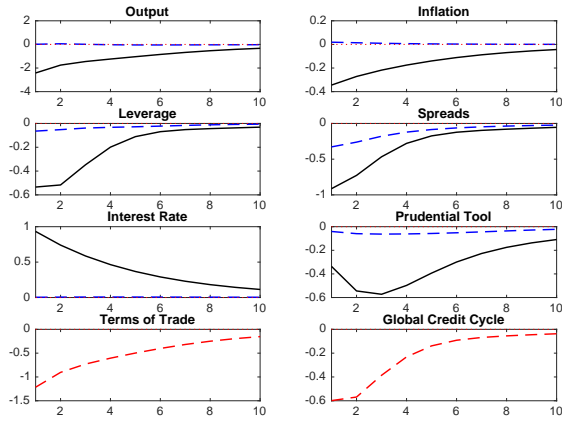 Output
2
0
-2
-4
2 4 6 8 10
Inflation
0.2
0
-0.2
-0.4
2 4 6 8 10
Leverage
0
-0.2
-0.4
-0.6
2 4 6 8 10
Spreads
0
-0.5
-1
2 4 6 8 10
Interest Rate
1
0.5
0
2 4 6 8 10
Prudential Tool
0
-0.2
-0.4
-0.6
2 4 6 8 10
Terms of Trade
0
-0.5
-1
-1.5
2 4 6 8 10
Global Credit Cycle
0
-0.2
-0.4
-0.6
2 4 6 8 10